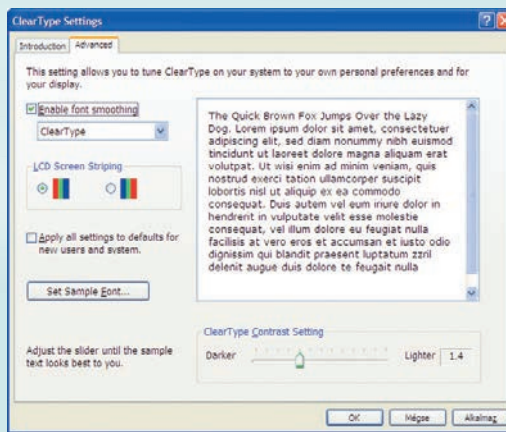 ClearType Settings
Introduction Advanced
This setting allows you to tune ClearType on your system to your own personal preferences and for
your display.
Enable font smoothing
ClearType
LCD Screen Striping
Apply all settings to defaults for
new users and system.
Set Sample Font...
Adjust the slider until the sample
text looks best to you.
The Quick Brown Fox Jumps Over the Lazy
Dog. Lorem ipsum dolor sit amet, consectetuer
adipiscing elit, sed diam nonummy nibh euismod
tincidunt ut laoreet dolore magna aliquam erat
volutpat. Ut wisi enim ad minim veniam, quis
nostrud exerci tation ullamcorper suscipit
lobortis nisl ut aliquip ex ea commodo
consequat. Duis autem vel eum iriure dolor in
hendrerit in vulputate velit esse molestie
consequat, vel illum dolore eu feugiat nulla
facilisis at vero eros et accumsan et iusto odio
dignissim qui blandit praesent luptatum zzril
delenit augue duis dolore te feugait nulla
ClearType Contrast Setting
Darker Lighter 1.4
OK Mégse Alkalmaz